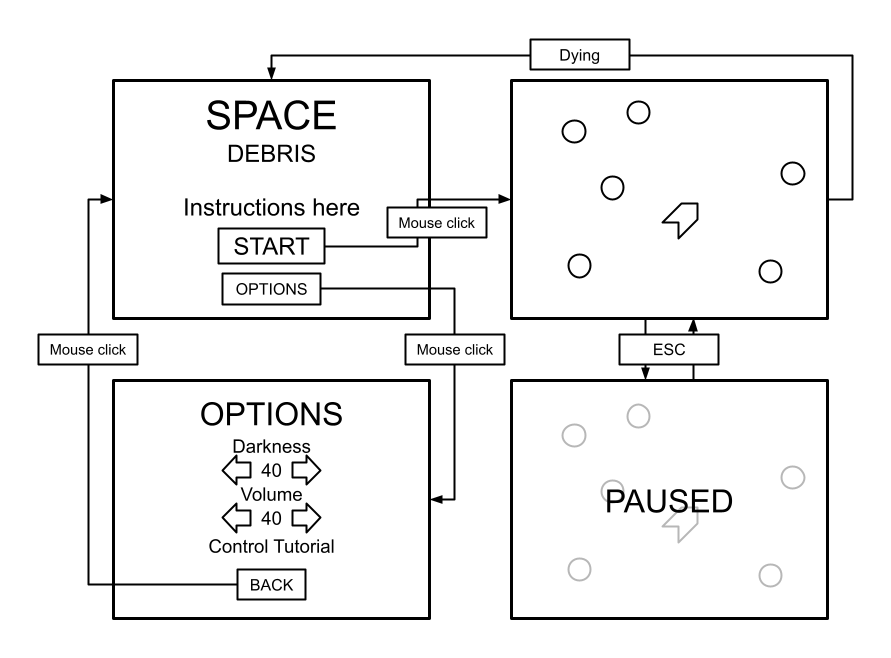 Dying
SPACE
DEBRIS
Instructions here
START
Mouse click
OPTIONS
Mouse click
Mouse click
ESC
OPTIONS
Darkness
40
Volume
40
Control Tutorial
BACK
PAUSED